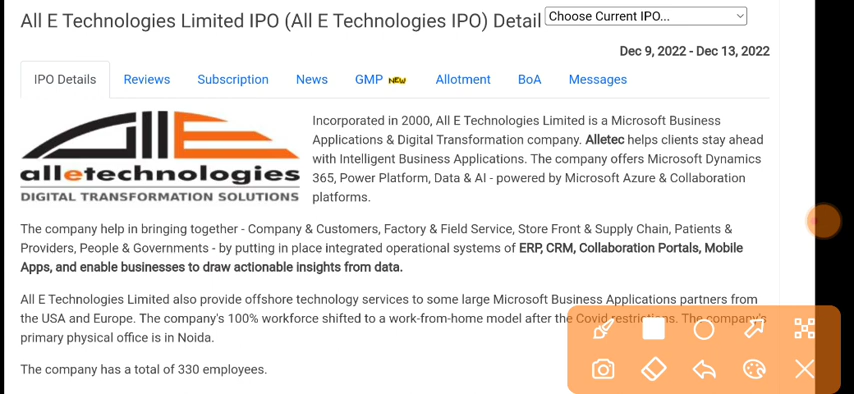 All E Technologies Limited IPO (All E Technologies IPO) Detail Choose Current IPO...
Dec 9, 2022 - Dec 13, 2022
IPO Details Reviews Subscription News GMP NEW Allotment BoA Messages
alletechnologies
DIGITAL TRANSFORMATION SOLUTIONS
Incorporated in 2000, All E Technologies Limited is a Microsoft Business
Applications & Digital Transformation company. Alletec helps clients stay ahead
with Intelligent Business Applications. The company offers Microsoft Dynamics
365, Power Platform, Data & AI - powered by Microsoft Azure & Collaboration
platforms.
The company help in bringing together - Company & Customers, Factory & Field Service, Store Front & Supply Chain, Patients &
Providers, People & Governments - by putting in place integrated operational systems of ERP, CRM, Collaboration Portals, Mobile
Apps, and enable businesses to draw actionable insights from data.
All E Technologies Limited also provide offshore technology services to some large Microsoft Business Applications partners from
the USA and Europe. The company's 100% workforce shifted to a work-from-home model after the Covid restrictions. The company's
primary physical office is in Noida.
The company has a total of 330 employees.